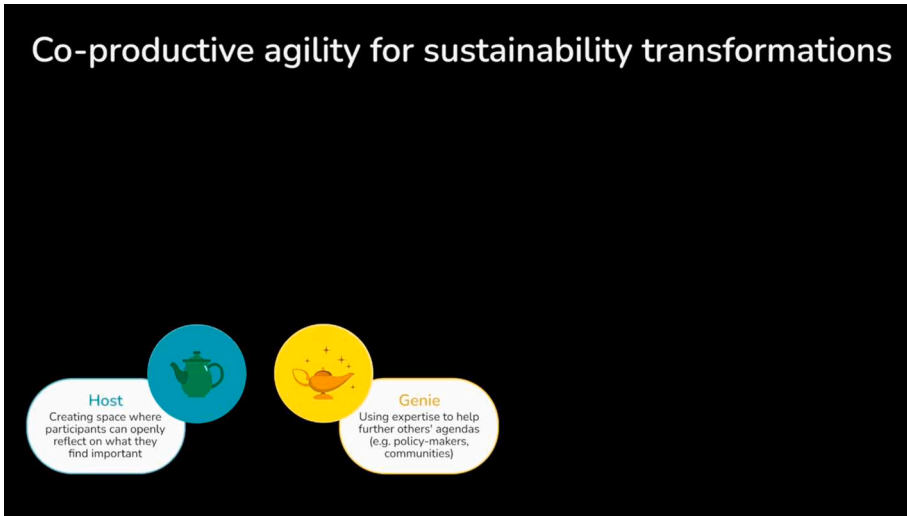 Co-productive agility for sustainability transformations
Host
Creating space where
participants can openly
reflect on what they
find important
Genie
Using expertise to help
further others' agendas
(e.g. policy-makers,
communities)